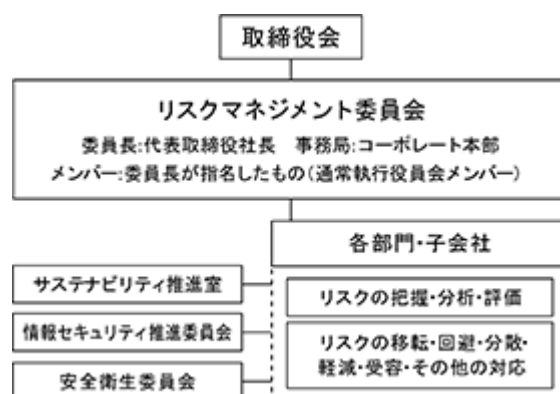 取締役会
リスクマネジメント委員会
委員長:代表取締役社長 事務局:コーポレート本部
メンバー:委員長が指名したもの(通常執行役員会メンバー)
各部門・子会社
サステナビリティ推進室
情報セキュリティ推進委員会
安全衛生委員会
リスクの把握・分析・評価
リスクの移転・回避・分散・
軽減・受容・その他の対応